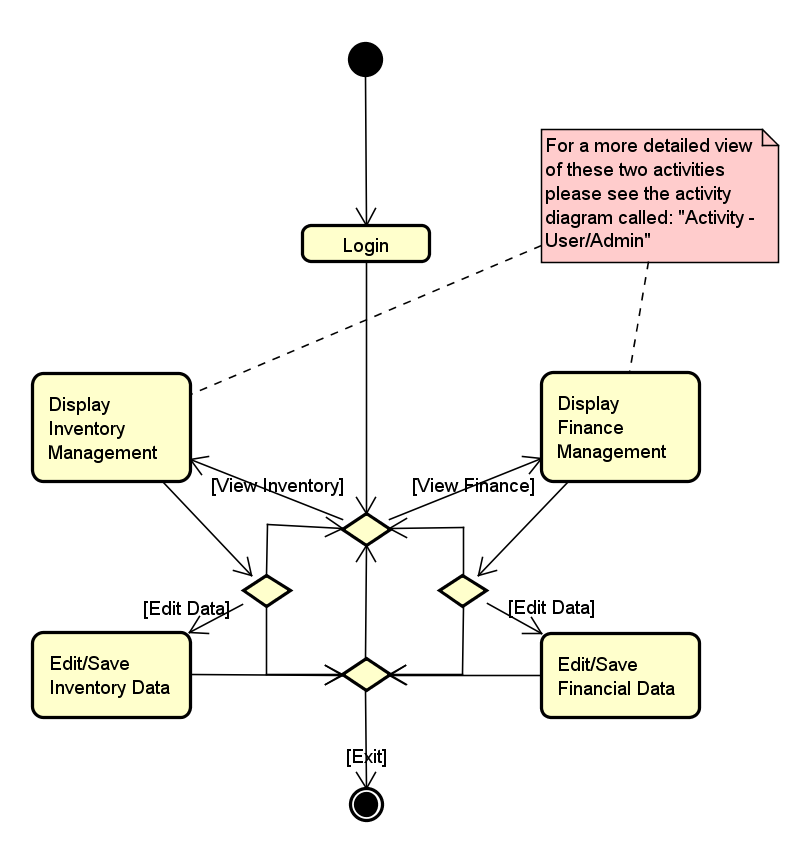 For a more detailed view
of these two activities
please see the activity
diagram called: "Activity -
User/Admin"
Login
Display
Inventory
Management
Display
Finance
Management
[View Inventory]
[View Finance]
[Edit Data]
[Edit Data]
Edit/Save
Inventory Data
Edit/Save
Financial Data
[Exit]